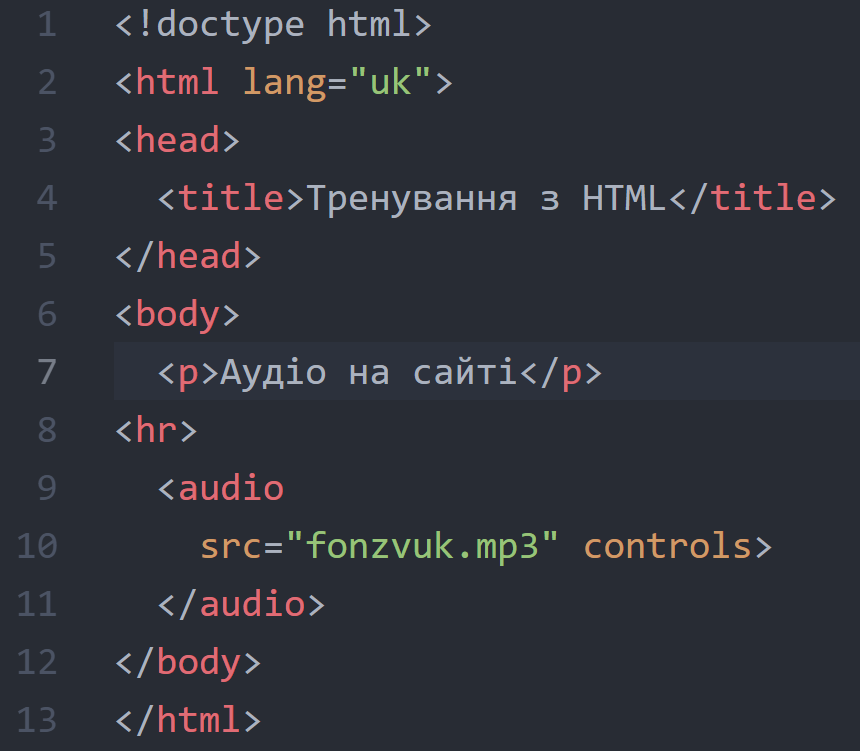 1 <!doctype html>
2 <html lang="uk">
3 <head>
4   <title>Тренування з HTML</title>
5 </head>
6 <body>
7   <p>Аудіо на сайті</p>
8 <hr>
9   <audio
10     src="fonzvuk.mp3" controls>
11   </audio>
12 </body>
13 </html>